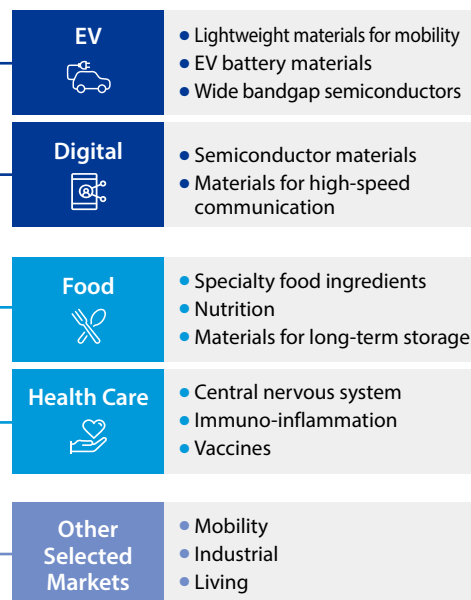 EV
• Lightweight materials for mobility
• EV battery materials
• Wide bandgap semiconductors
Digital
• Semiconductor materials
• Materials for high-speed
communication
Food
• Specialty food ingredients
• Nutrition
• Materials for long-term storage
Health Care
• Central nervous system
• Immuno-inflammation
• Vaccines
Other
Selected
Markets
• Mobility
• Industrial
• Living